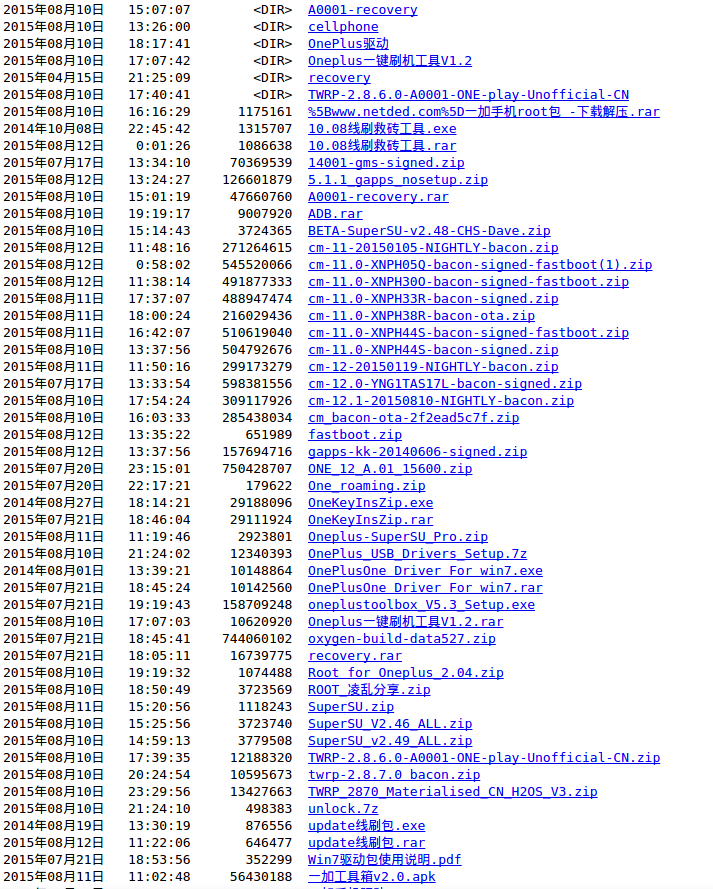 2015年08月10日 15:07:07 <DIR> A0001-recovery
2015年08月10日 13:26:00 <DIR> cellphone
2015年08月10日 18:17:41 <DIR> OnePlus驱动
2015年08月10日 17:07:42 <DIR> Oneplus一键刷机工具V1.2
2015年04月15日 21:25:09 <DIR> recovery
2015年08月10日 17:40:41 <DIR> TWRP-2.8.6.0-A0001-ONE-play-Unofficial-CN
2015年08月10日 16:16:29 1175161 %5Bwww.netded.com%5D一加手机root包 -下载解压.rar
2014年10月08日 22:45:42 1315707 10.08线刷救砖工具.exe
2015年08月12日 0:01:26 1086638 10.08线刷救砖工具.rar
2015年07月17日 13:34:10 70369539 14001-gms-signed.zip
2015年08月12日 13:24:27 126601879 5.1.1_gapps_nosetup.zip
2015年08月10日 15:01:19 47660760 A0001-recovery.rar
2015年08月10日 19:19:17 9007920 ADB.rar
2015年08月10日 15:14:43 3724365 BETA-SuperSU-v2.48-CHS-Dave.zip
2015年08月12日 11:48:16 271264615 cm-11-20150105-NIGHTLY-bacon.zip
2015年08月12日 0:58:02 545520066 cm-11.0-XNPH05Q-bacon-signed-fastboot(1).zip
2015年08月12日 11:38:14 491877333 cm-11.0-XNPH30O-bacon-signed-fastboot.zip
2015年08月11日 17:37:07 488947474 cm-11.0-XNPH33R-bacon-signed.zip
2015年08月11日 18:00:24 216029436 cm-11.0-XNPH38R-bacon-ota.zip
2015年08月11日 16:42:07 510619040 cm-11.0-XNPH44S-bacon-signed-fastboot.zip
2015年08月10日 13:37:56 504792676 cm-11.0-XNPH44S-bacon-signed.zip
2015年08月11日 11:50:16 299173279 cm-12-20150119-NIGHTLY-bacon.zip
2015年07月17日 13:33:54 598381556 cm-12.0-YNG1TAS17L-bacon-signed.zip
2015年08月10日 17:54:24 309117926 cm-12.1-20150810-NIGHTLY-bacon.zip
2015年08月10日 16:03:33 285438034 cm_bacon-ota-2f2ead5c7f.zip
2015年08月12日 13:35:22 651989 fastboot.zip
2015年08月12日 13:37:56 157694716 gapps-kk-20140606-signed.zip
2015年07月20日 23:15:01 750428707 ONE_12_A.01_15600.zip
2015年07月20日 22:17:21 179622 One_roaming.zip
2014年08月27日 18:14:21 29188096 OneKeyInsZip.exe
2015年07月21日 18:46:04 29111924 OneKeyInsZip.rar
2015年08月11日 11:19:46 2923801 Oneplus-SuperSU_Pro.zip
2015年08月10日 21:24:02 12340393 OnePlus_USB_Drivers_Setup.7z
2014年08月01日 13:39:21 10148864 OnePlusOne Driver For win7.exe
2015年07月21日 18:45:24 10142560 OnePlusOne Driver For win7.rar
2015年07月21日 19:19:43 158709248 oneplustoolbox_V5.3_Setup.exe
2015年08月10日 17:07:03 10620920 Oneplus一键刷机工具V1.2.rar
2015年07月21日 18:45:41 744060102 oxygen-build-data527.zip
2015年07月21日 18:05:11 16739775 recovery.rar
2015年08月10日 19:19:32 1074488 Root for Oneplus_2.04.zip
2015年08月10日 18:50:49 3723569 ROOT_凌乱分享.zip
2015年08月11日 15:20:56 1118243 SuperSU.zip
2015年08月10日 15:25:56 3723740 SuperSU_V2.46_ALL.zip
2015年08月10日 14:59:13 3779508 SuperSU_v2.49_ALL.zip
2015年08月10日 17:39:35 12188320 TWRP-2.8.6.0-A0001-ONE-play-Unofficial-CN.zip
2015年08月10日 20:24:54 10595673 twrp-2.8.7.0_bacon.zip
2015年08月10日 23:29:56 13427663 TWRP_2870_Materialised_CN_H2OS_V3.zip
2015年08月10日 21:24:10 498383 unlock.7z
2014年08月19日 13:30:19 876556 update线刷包.exe
2015年08月12日 11:22:06 646477 update线刷包.rar
2015年07月21日 18:53:56 352299 Win7驱动包使用说明.pdf
2015年08月11日 11:02:48 56430188 一加工具箱v2.0.apk